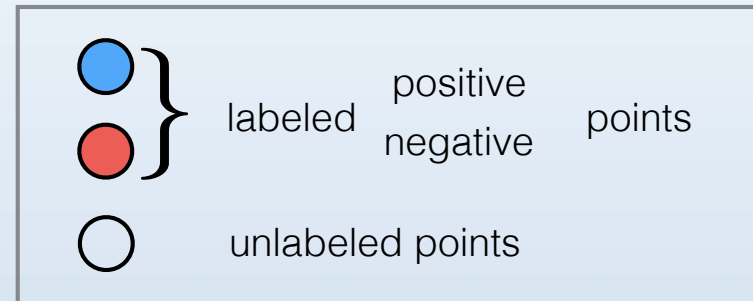 positive
labeled points
negative
unlabeled points